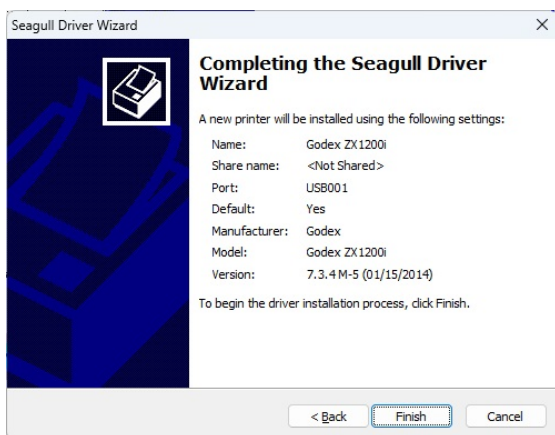 Seagull Driver Wizard
Completing the Seagull Driver
Wizard
A new printer will be installed using the following settings:
Name: Godex ZX1200i
Share name: <Not Shared>
Port: USB001
Default: Yes
Manufacturer: Godex
Model: Godex ZX1200i
Version: 7.3.4 M-5 (01/15/2014)
To begin the driver installation process, click Finish.
< Back Finish Cancel